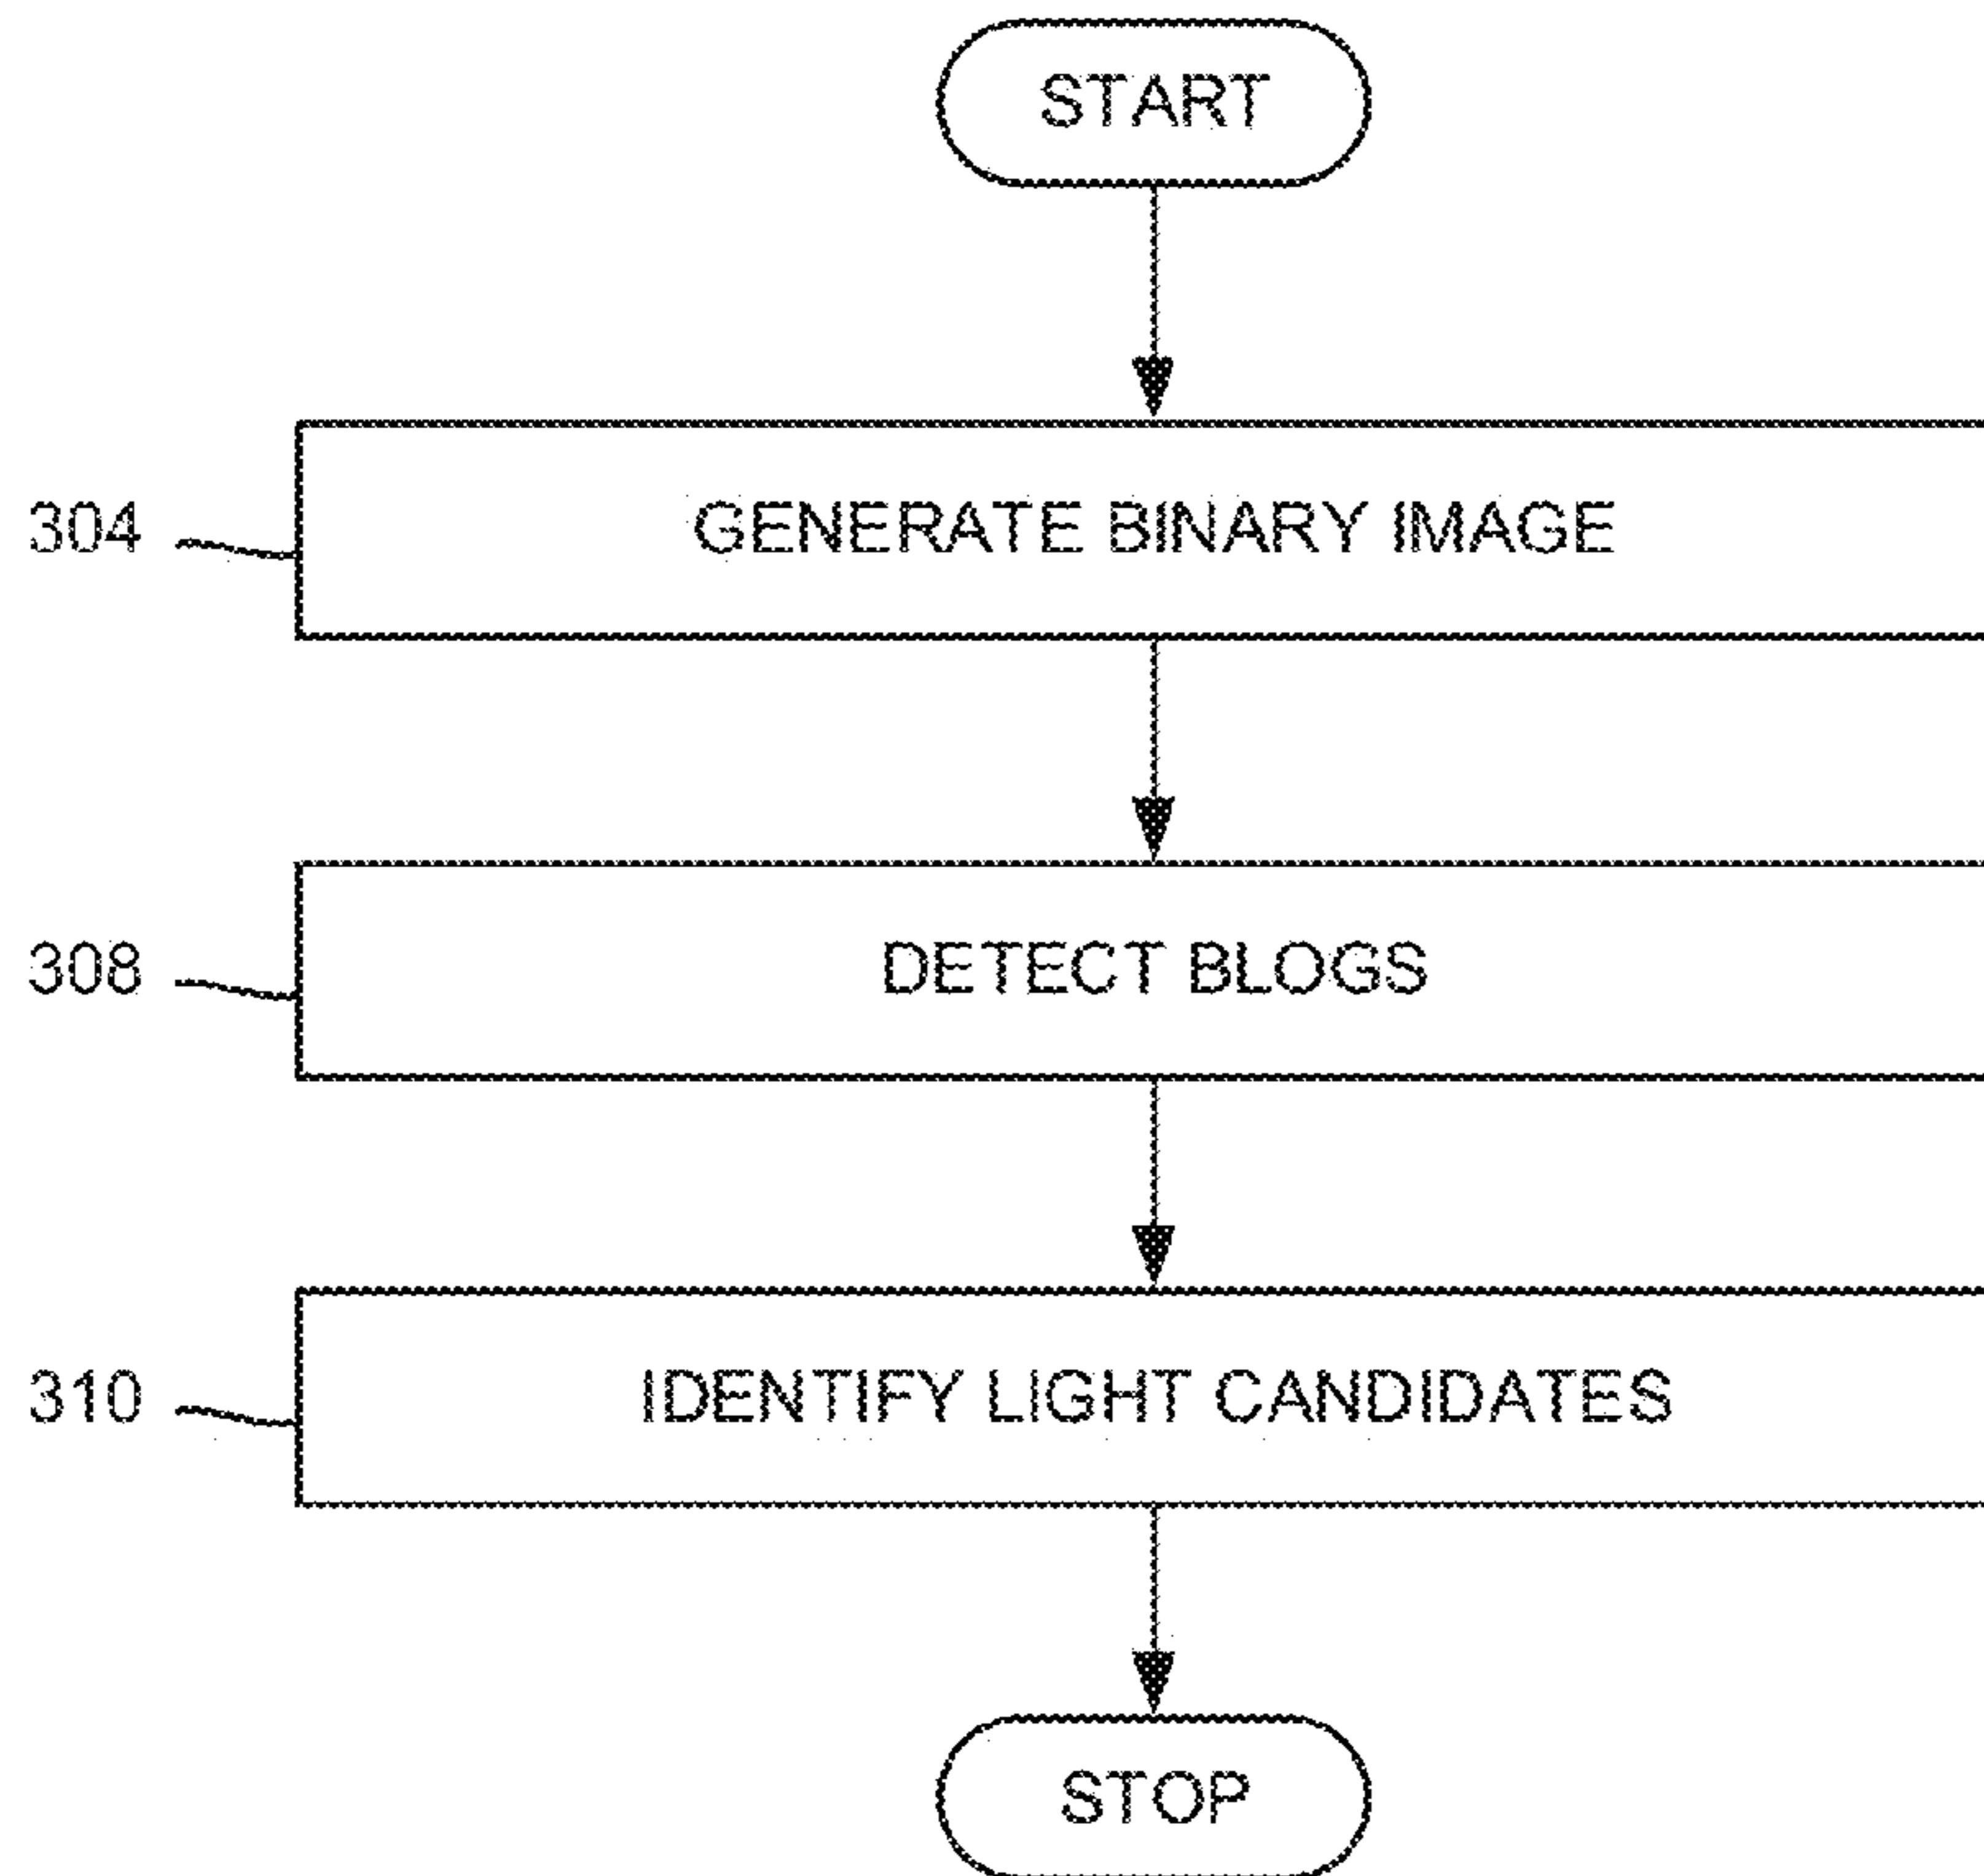 START
304 GENERATE BINARY IMAGE
308 DETECT BLOGS
310 IDENTIFY LIGHT CANDIDATES
STOP